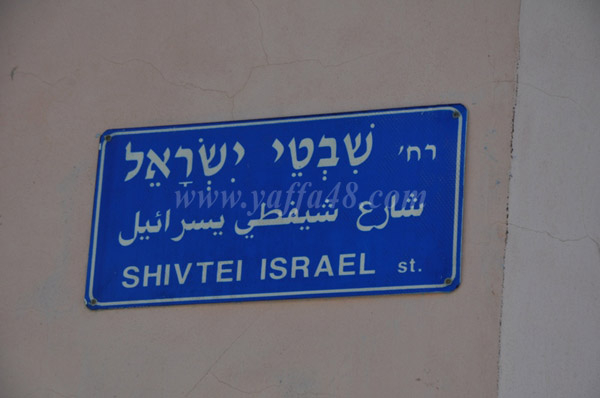 רח' שִׁבְטֵי יִשְׂרָאֵל
www.yaffa48.com
شارع شيفطي يسرائيل
SHIVTEI ISRAEL st.